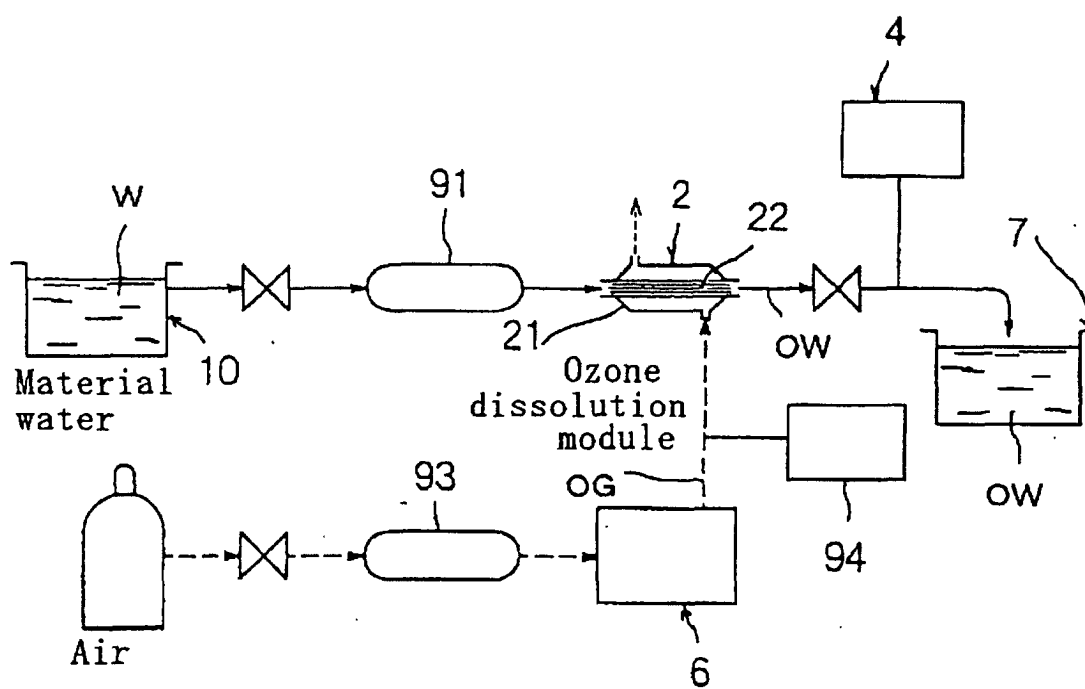 4
W
91
2
22
7
10
21
OW
Material
water
Ozone
dissolution
module
OW
93
OG
94
Air
6